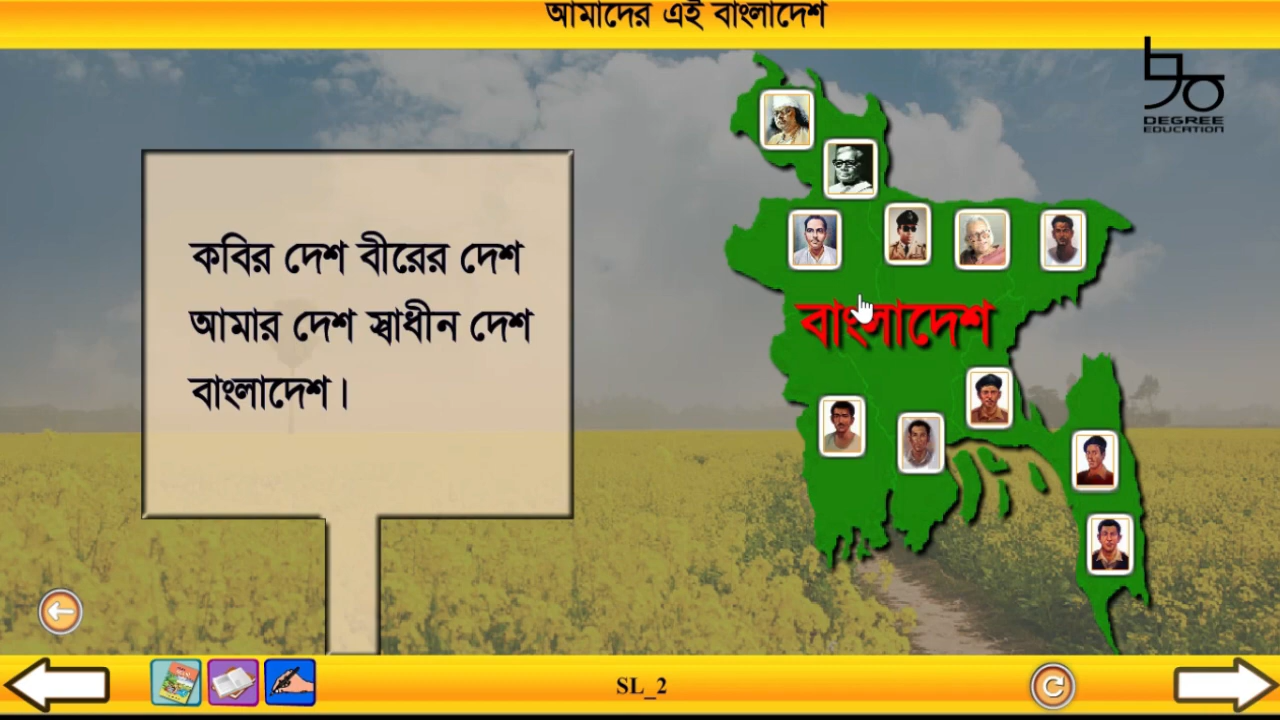 আমাদের এই বাংলাদেশ
DEGREE
EDUCATION
কবির দেশ বীরের দেশ
আমার দেশ স্বাধীন দেশ
বাংলাদেশ।
বাংলাদেশ
SL_2